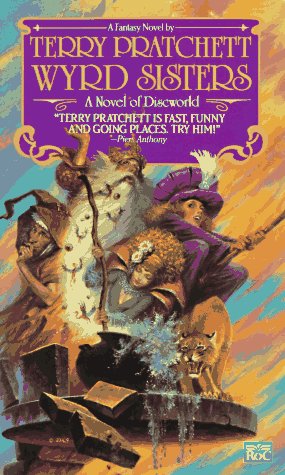 A Fantasy Novel by
TERRY PRATCHETT
WYRD SISTERS
A Novel of Discworld
"TERRY PRATCHETT IS FAST, FUNNY
AND GOING PLACES. TRY HIM!"
—Piers Anthony
ROC